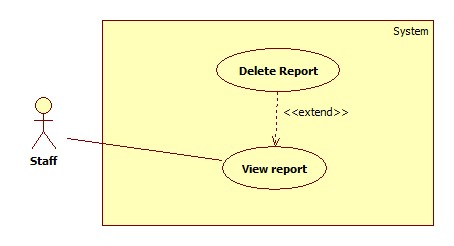 System
Delete Report
<<extend>>
Staff
View report